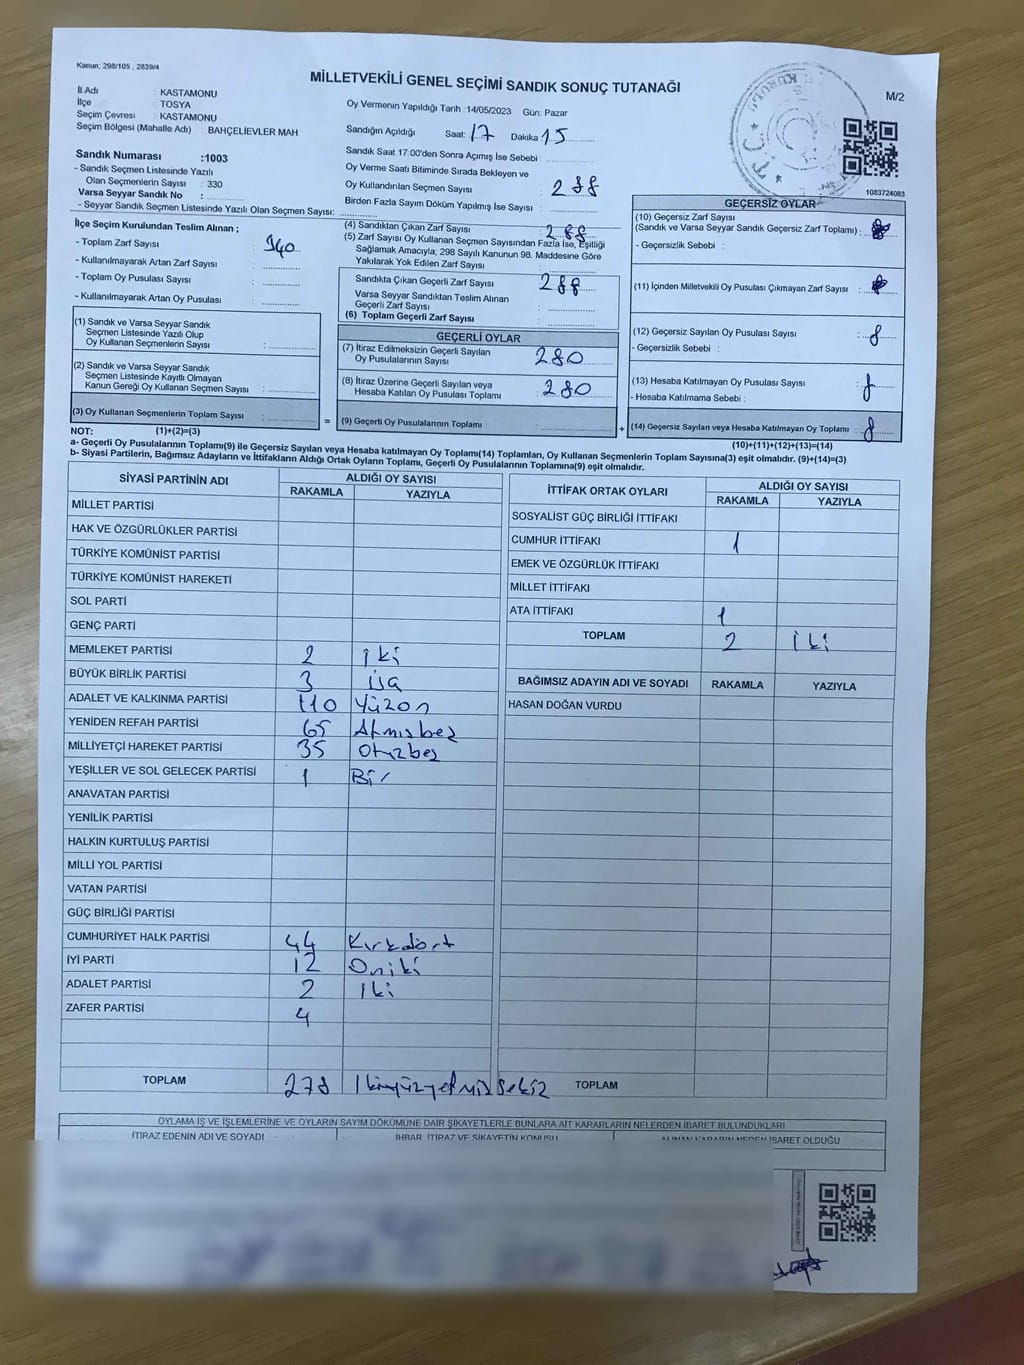 Kanun: 298/105 , 2839/4
MİLLETVEKİLİ GENEL SEÇİMİ SANDIK SONUÇ TUTANAĞI
M/2
İl Adı : KASTAMONU
İlçe : TOSYA
Seçim Çevresi : KASTAMONU
Seçim Bölgesi (Mahalle Adı) : BAHÇELİEVLER MAH
Oy Vermenin Yapıldığı Tarih :14/05/2023 Gün: Pazar
Sandığın Açıldığı Saat: 17 Dakika 15
Sandık Saat 17:00'den Sonra Açımış İse Sebebi :
Oy Verme Saati Bitiminde Sırada Bekleyen ve
Oy Kullandırılan Seçmen Sayısı : 288
Birden Fazla Sayım Döküm Yapılmış İse Sayısı :
1083724083
Sandık Numarası :1003
- Sandık Seçmen Listesinde Yazılı
Olan Seçmenlerin Sayısı : 330
Varsa Seyyar Sandık No :
- Seyyar Sandık Seçmen Listesinde Yazılı Olan Seçmen Sayısı:
İlçe Seçim Kurulundan Teslim Alınan ;
- Toplam Zarf Sayısı : 340
- Kullanılmayarak Artan Zarf Sayısı :
- Toplam Oy Pusulası Sayısı :
- Kullanılmayarak Artan Oy Pusulası :
(4) Sandıktan Çıkan Zarf Sayısı : 288
(5) Zarf Sayısı Oy Kullanan Seçmen Sayısından Fazla İse, Eşitliği
Sağlamak Amacıyla, 298 Sayılı Kanunun 98. Maddesine Göre
Yakılarak Yok Edilen Zarf Sayısı :
Sandıkta Çıkan Geçerli Zarf Sayısı : 288
Varsa Seyyar Sandıktan Teslim Alınan
Geçerli Zarf Sayısı :
(6) Toplam Geçerli Zarf Sayısı :
GEÇERSİZ OYLAR
(10) Geçersiz Zarf Sayısı
(Sandık ve Varsa Seyyar Sandık Geçersiz Zarf Toplamı) :
- Geçersizlik Sebebi :
(11) İçinden Milletvekili Oy Pusulası Çıkmayan Zarf Sayısı :
(12) Geçersiz Sayılan Oy Pusulası Sayısı : 8
- Geçersizlik Sebebi :
(13) Hesaba Katılmayan Oy Pusulası Sayısı :
- Hesaba Katılmama Sebebi :
(14) Geçersiz Sayılan veya Hesaba Katılmayan Oy Toplamı : 8
(1) Sandık ve Varsa Seyyar Sandık
Seçmen Listesinde Yazılı Olup
Oy Kullanan Seçmenlerin Sayısı :
(2) Sandık ve Varsa Seyyar Sandık
Seçmen Listesinde Kayıtlı Olmayan
Kanun Gereği Oy Kullanan Seçmen Sayısı :
(3) Oy Kullanan Seçmenlerin Toplam Sayısı :
=
GEÇERLİ OYLAR
(7) İtiraz Edilmeksizin Geçerli Sayılan
Oy Pusulalarının Sayısı : 280
(8) İtiraz Üzerine Geçerli Sayılan veya
Hesaba Katılan Oy Pusulası Toplamı : 280
(9) Geçerli Oy Pusulalarının Toplamı :
+
NOT: (1)+(2)=(3)
(10)+(11)+(12)+(13)=(14)
a- Geçerli Oy Pusulalarının Toplamı(9) ile Geçersiz Sayılan veya Hesaba katılmayan Oy Toplamı(14) Toplamları, Oy Kullanan Seçmenlerin Toplam Sayısına(3) eşit olmalıdır. (9)+(14)=(3)
b- Siyasi Partilerin, Bağımsız Adayların ve İttifakların Aldığı Ortak Oyların Toplamı, Geçerli Oy Pusulalarının Toplamına(9) eşit olmalıdır.
SİYASİ PARTİNİN ADI ALDIĞI OY SAYISI
RAKAMLA YAZIYLA
MİLLET PARTİSİ
HAK VE ÖZGÜRLÜKLER PARTİSİ
TÜRKİYE KOMÜNİST PARTİSİ
TÜRKİYE KOMÜNİST HAREKETİ
SOL PARTİ
GENÇ PARTİ
MEMLEKET PARTİSİ 2 iki
BÜYÜK BİRLİK PARTİSİ 3
ADALET VE KALKINMA PARTİSİ 110 Yüzon
YENİDEN REFAH PARTİSİ 65 Atmışbeş
MİLLİYETÇİ HAREKET PARTİSİ 35 Otuzbeş
YEŞİLLER VE SOL GELECEK PARTİSİ 1 Bir
ANAVATAN PARTİSİ
YENİLİK PARTİSİ
HALKIN KURTULUŞ PARTİSİ
MİLLİ YOL PARTİSİ
VATAN PARTİSİ
GÜÇ BİRLİĞİ PARTİSİ
CUMHURİYET HALK PARTİSİ 44 Kırkdört
İYİ PARTİ 12 Oniki
ADALET PARTİSİ 2 İki
ZAFER PARTİSİ 4
TOPLAM 278 İkiyüzyetmişsekiz
İTTİFAK ORTAK OYLARI ALDIĞI OY SAYISI
RAKAMLA YAZIYLA
SOSYALİST GÜÇ BİRLİĞİ İTTİFAKI
CUMHUR İTTİFAKI 1
EMEK VE ÖZGÜRLÜK İTTİFAKI
MİLLET İTTİFAKI
ATA İTTİFAKI 1
TOPLAM 2 iki
BAĞIMSIZ ADAYIN ADI VE SOYADI RAKAMLA YAZIYLA
HASAN DOĞAN VURDU
TOPLAM
OYLAMA İŞ VE İŞLEMLERİNE VE OYLARIN SAYIM DÖKÜMÜNE DAİR ŞİKAYETLERLE BUNLARA AİT KARARLARIN NELERDEN İBARET BULUNDUKLARI
İTİRAZ EDENİN ADI VE SOYADI İHBAR, İTİRAZ VE ŞİKAYETİN KONUSU ALINAN KARARIN NEDEN İBARET OLDUĞU